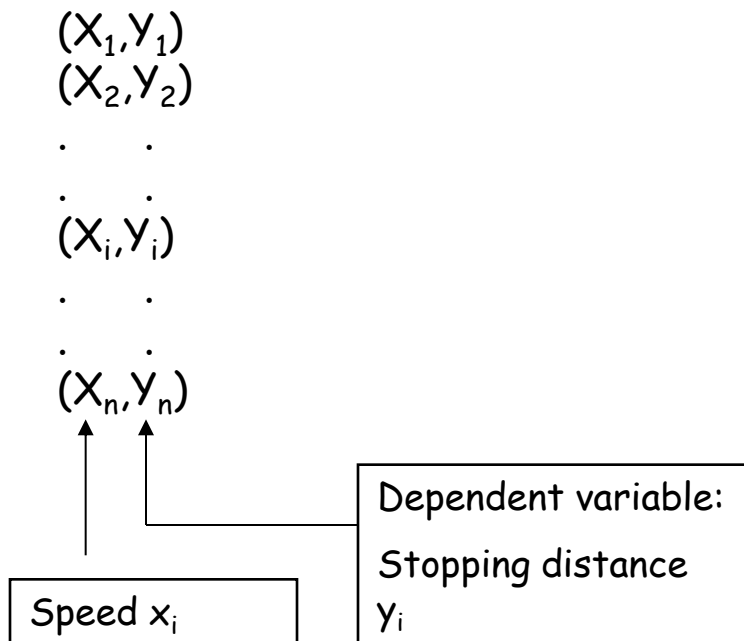 (X₁,Y₁)
(X₂,Y₂)
. .
. .
(Xᵢ,Yᵢ)
. .
. .
(Xₙ,Yₙ)
Dependent variable:
Stopping distance
yᵢ
Speed xᵢ